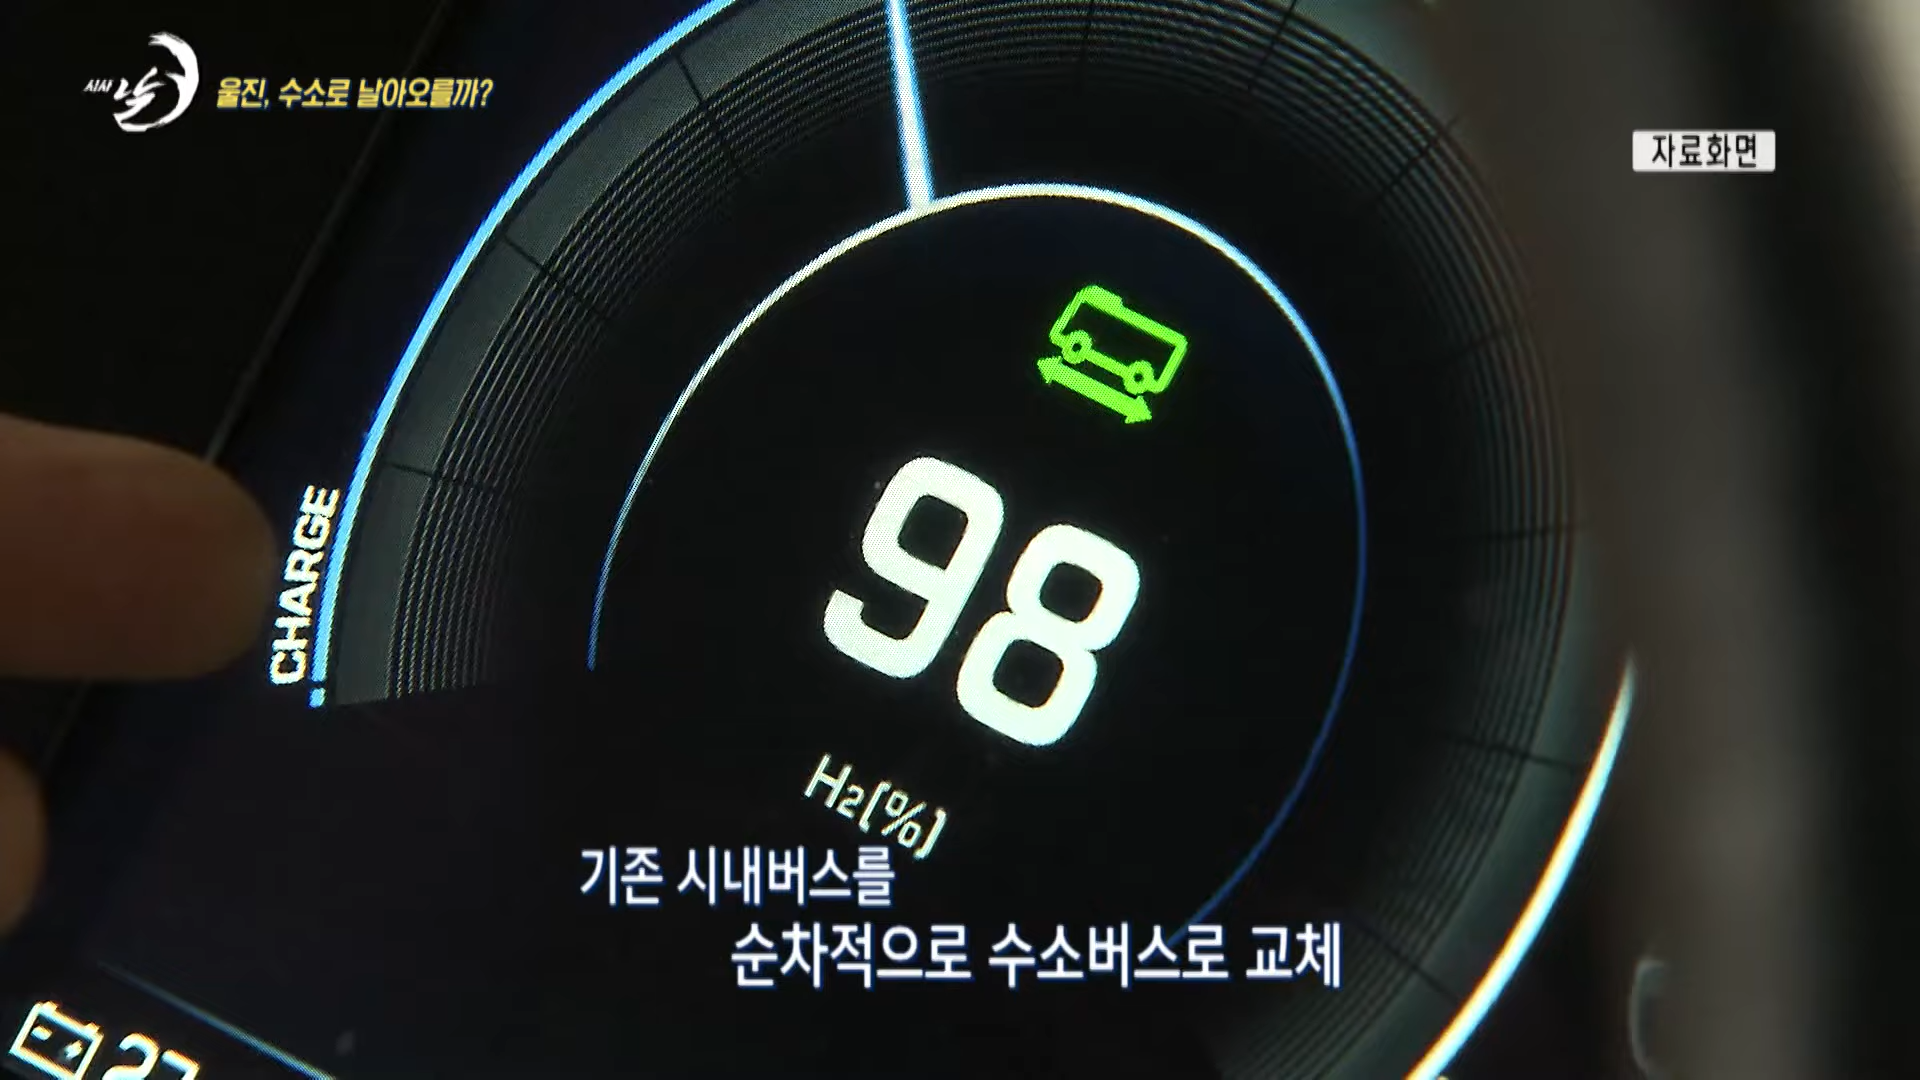 시사 눈
울진, 수소로 날아오를까?
자료화면
CHARGE
98
H2[%]
기존 시내버스를
순차적으로 수소버스로 교체
27